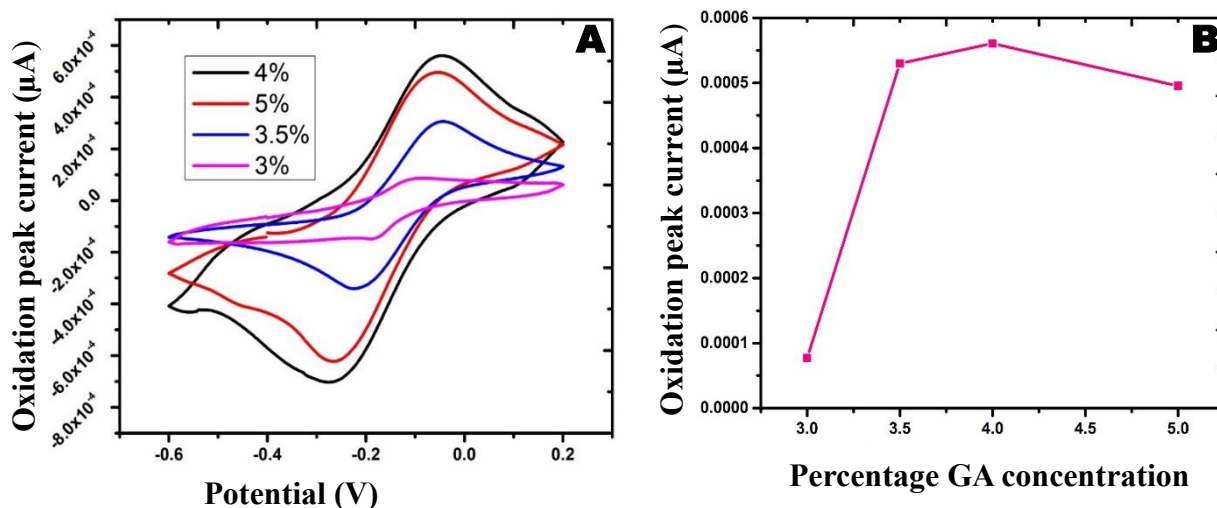 A
Oxidation peak current (µA)
6.0x10⁻⁴
4.0x10⁻⁴
2.0x10⁻⁴
0.0
-2.0x10⁻⁴
-4.0x10⁻⁴
-6.0x10⁻⁴
-8.0x10⁻⁴
4%
5%
3.5%
3%
-0.6 -0.4 -0.2 0.0 0.2
Potential (V)
B
Oxidation peak current (µA)
0.0006
0.0005
0.0004
0.0003
0.0002
0.0001
0.0000
3.0 3.5 4.0 4.5 5.0
Percentage GA concentration